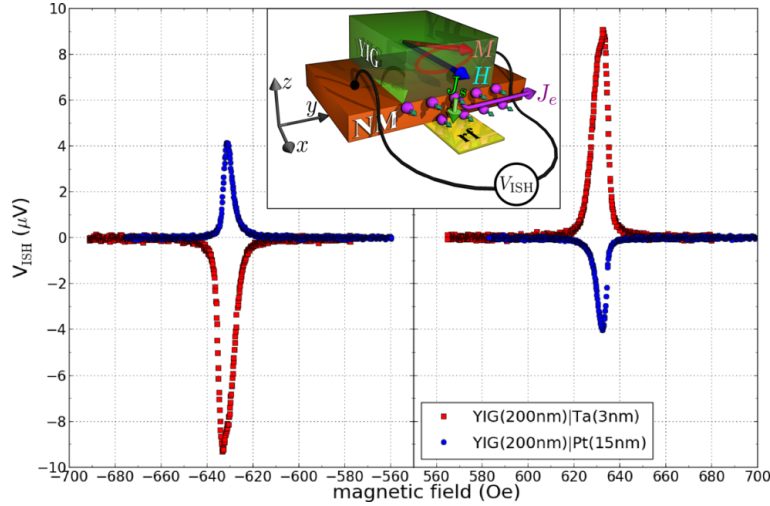 10
8
6
4
2
0
−2
−4
−6
−8
−10
V_ISH (μV)
YIG
NM
M
H
J_s
J_e
rf
V_ISH
z
y
x
−700 −680 −660 −640 −620 −600 −580 −560
550 560 580 600 620 640 660 680 700
magnetic field (Oe)
YIG(200nm)|Ta(3nm)
YIG(200nm)|Pt(15nm)